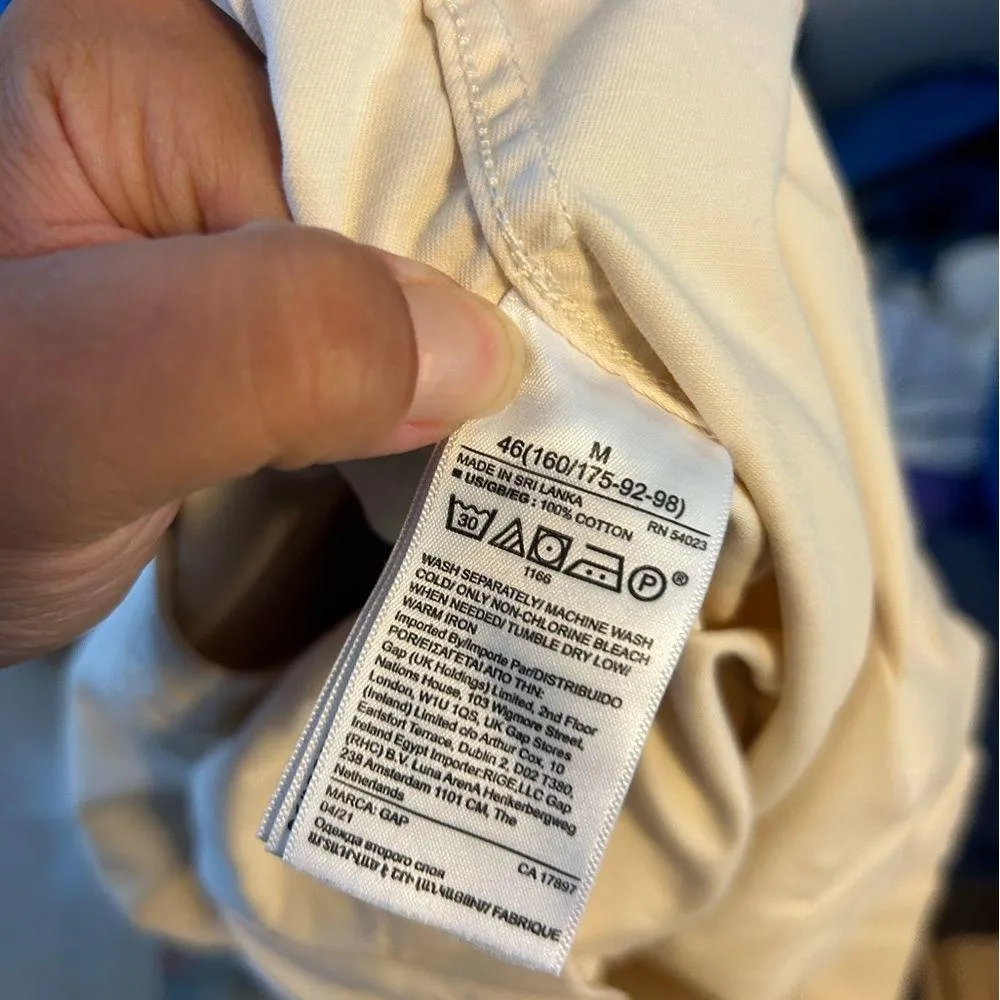 M
46(160/175-92-98)
MADE IN SRI LANKA RN 54023
■ US/GB/EG : 100% COTTON
30 P ®
1166
WASH SEPARATELY/ MACHINE WASH
COLD/ ONLY NON-CHLORINE BLEACH
WHEN NEEDED/ TUMBLE DRY LOW/
WARM IRON
Imported By/Importe Par/DISTRIBUIDO
POR/ΕΙΣΑΓΕΤΑΙ ΑΠΟ ΤΗΝ:
Gap (UK Holdings) Limited, 2nd Floor
Nations House, 103 Wigmore Street,
London, W1U 1QS, UK Gap Stores
(Ireland) Limited c/o Arthur Cox, 10
Earlsfort Terrace, Dublin 2, D02 T380,
Ireland Egypt Importer:RIGE,LLC Gap
(RHC) B.V. Luna ArenA Herikerbergweg
238 Amsterdam 1101 CM, The
Netherlands
MARCA: GAP
04/21 CA 17897
Одежда второго слоя
FABRIQUE